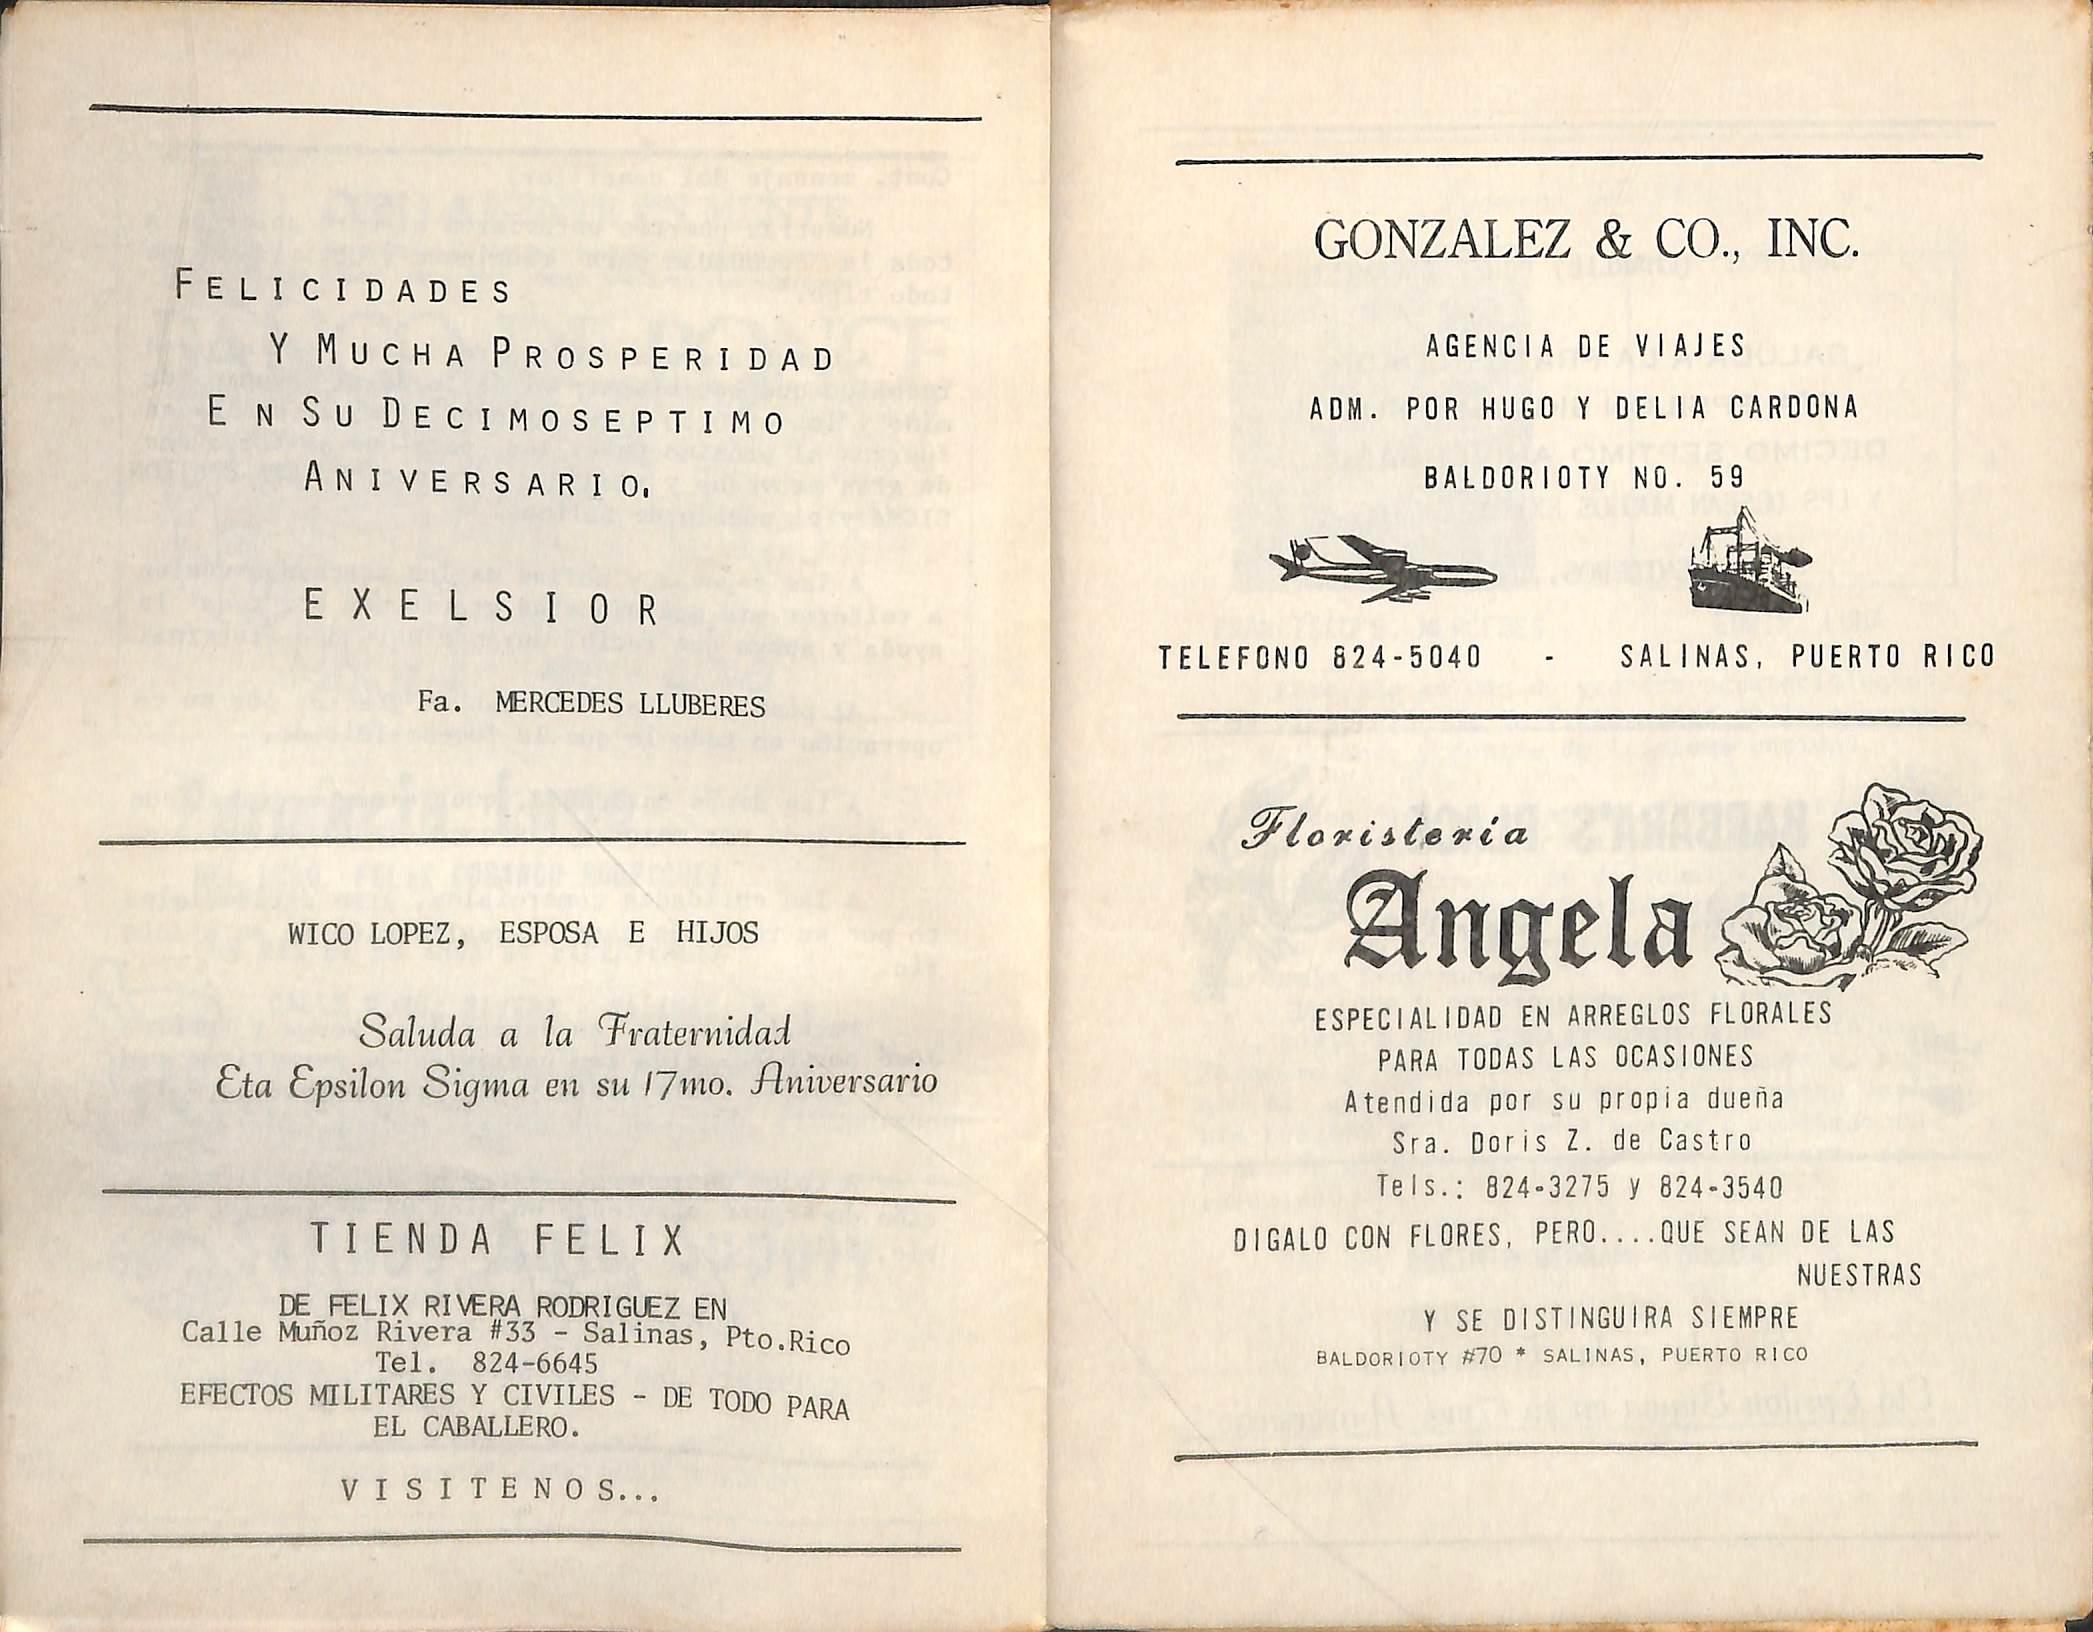 FELICIDADES
Y MUCHA PROSPERIDAD
EN SU DECIMOSEPTIMO
ANIVERSARIO.
EXELSIOR
Fa. MERCEDES LLUBERES
WICO LOPEZ, ESPOSA E HIJOS
Saluda a la Fraternidad
Eta Epsilon Sigma en su 17mo. Aniversario
TIENDA FELIX
DE FELIX RIVERA RODRIGUEZ EN
Calle Muñoz Rivera #33 - Salinas, Pto.Rico
Tel. 824-6645
EFECTOS MILITARES Y CIVILES - DE TODO PARA
EL CABALLERO.
VISITENOS...
GONZALEZ & CO., INC.
AGENCIA DE VIAJES
ADM. POR HUGO Y DELIA CARDONA
BALDORIOTY NO. 59
TELEFONO 824-5040 - SALINAS, PUERTO RICO
Floristeria
Angela
ESPECIALIDAD EN ARREGLOS FLORALES
PARA TODAS LAS OCASIONES
Atendida por su propia dueña
Sra. Doris Z. de Castro
Tels.: 824-3275 y 824-3540
DIGALO CON FLORES, PERO....QUE SEAN DE LAS
NUESTRAS
Y SE DISTINGUIRA SIEMPRE
BALDORIOTY #70 * SALINAS, PUERTO RICO